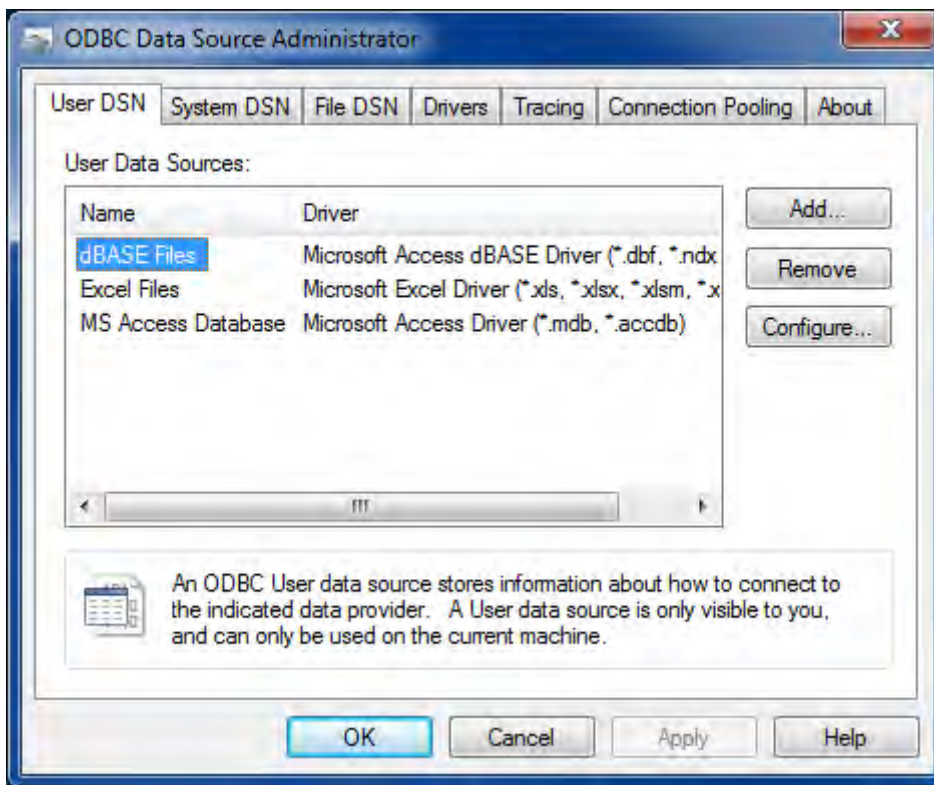 ODBC Data Source Administrator
User DSN System DSN File DSN Drivers Tracing Connection Pooling About
User Data Sources:
Name Driver Add...
dBASE Files Microsoft Access dBASE Driver (*.dbf, *.ndx
Remove
Excel Files Microsoft Excel Driver (*.xls, *.xlsx, *.xlsm, *.x
MS Access Database Microsoft Access Driver (*.mdb, *.accdb)
Configure...
An ODBC User data source stores information about how to connect to
the indicated data provider. A User data source is only visible to you,
and can only be used on the current machine.
OK Cancel Apply Help